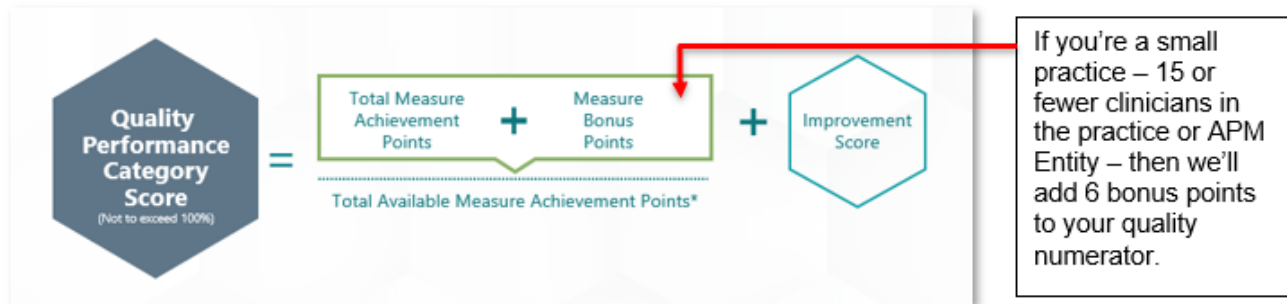 Quality
Performance
Category
Score
(Not to exceed 100%)
=
Total Measure
Achievement
Points
+
Measure
Bonus
Points
Total Available Measure Achievement Points*
+
Improvement
Score
If you're a small
practice – 15 or
fewer clinicians in
the practice or APM
Entity – then we'll
add 6 bonus points
to your quality
numerator.